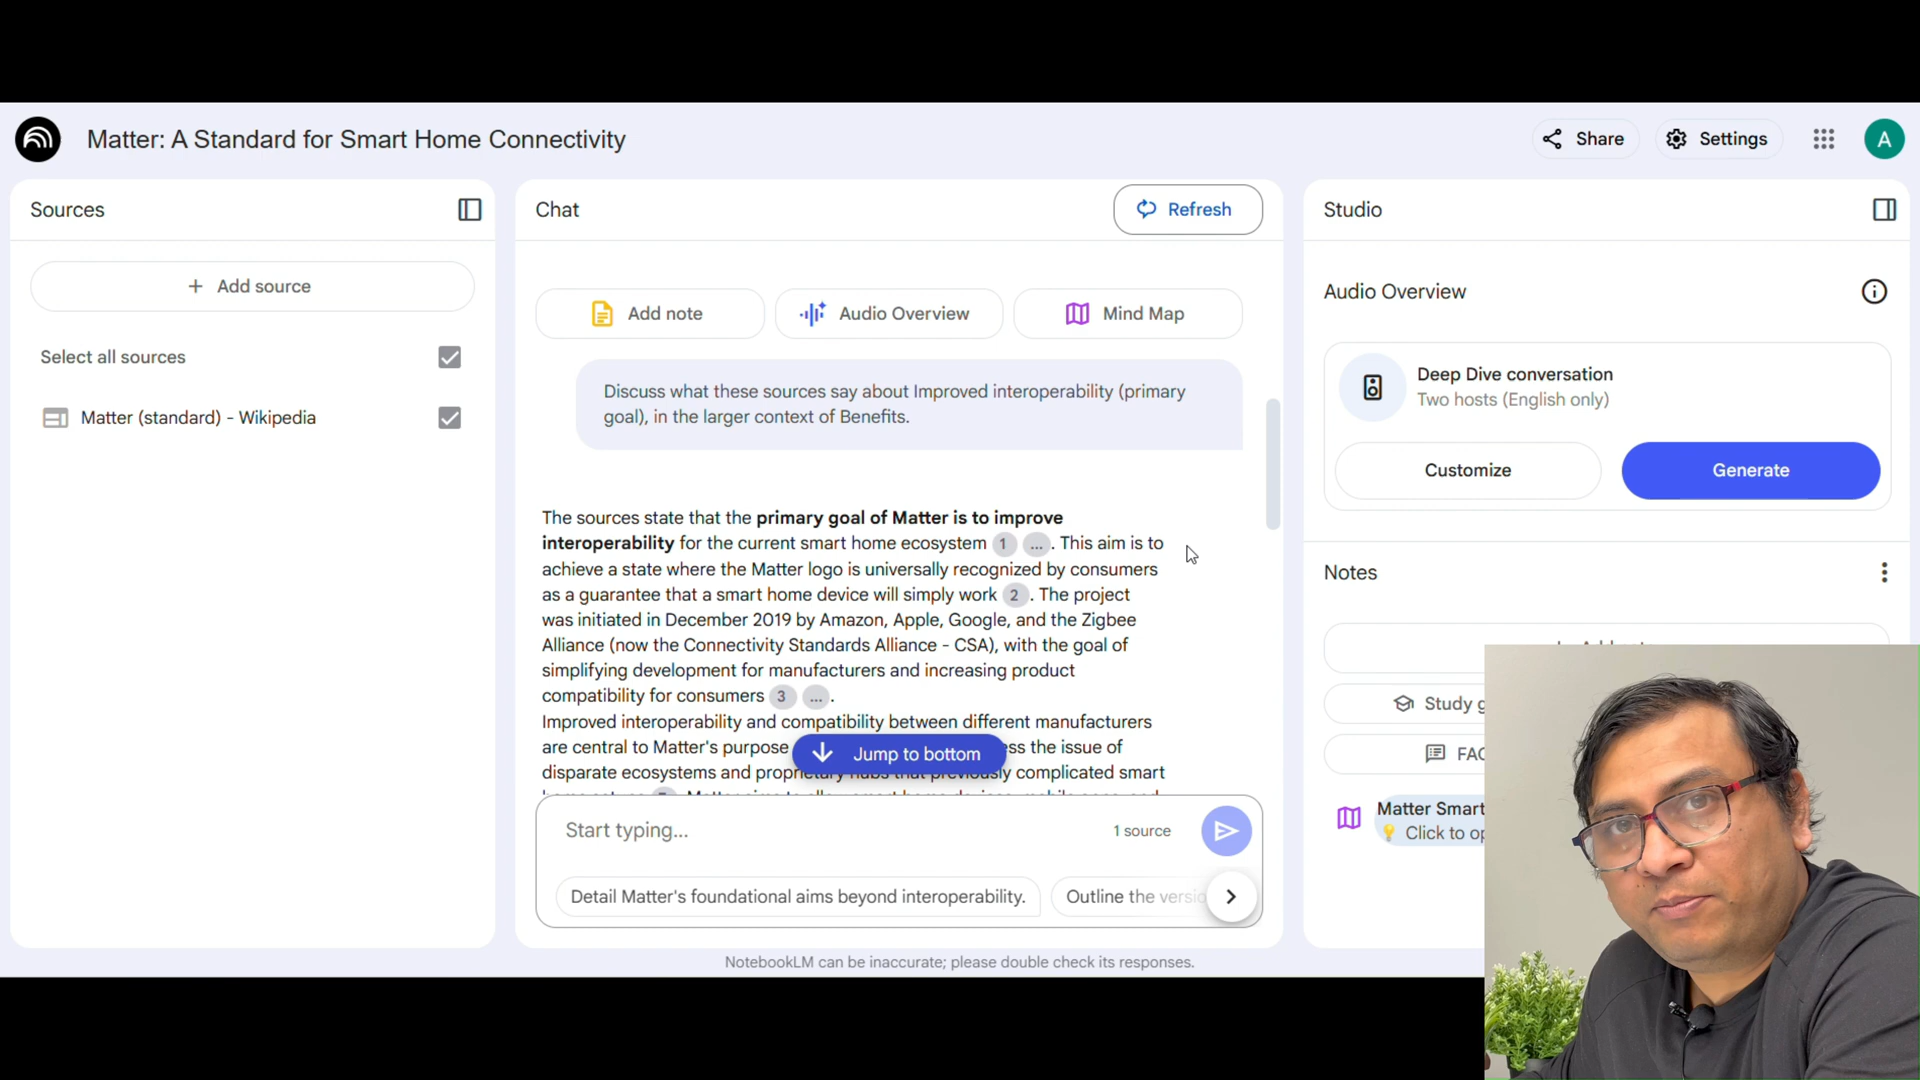 Matter: A Standard for Smart Home Connectivity
Share
Settings
A
Sources
Add source
Select all sources
Matter (standard) - Wikipedia
Chat
Refresh
Add note
Audio Overview
Mind Map
Discuss what these sources say about Improved interoperability (primary
goal), in the larger context of Benefits.
The sources state that the primary goal of Matter is to improve
interoperability for the current smart home ecosystem 1 ... . This aim is to
achieve a state where the Matter logo is universally recognized by consumers
as a guarantee that a smart home device will simply work 2 . The project
was initiated in December 2019 by Amazon, Apple, Google, and the Zigbee
Alliance (now the Connectivity Standards Alliance - CSA), with the goal of
simplifying development for manufacturers and increasing product
compatibility for consumers 3 ... .
Improved interoperability and compatibility between different manufacturers
are central to Matter's purpose
the issue of
disparate ecosystems and proprietary hubs that previously complicated smart
Jump to bottom
Start typing...
1 source
Detail Matter's foundational aims beyond interoperability.
Outline the
NotebookLM can be inaccurate; please double check its responses.
Studio
Audio Overview
Deep Dive conversation
Two hosts (English only)
Customize
Generate
Notes
Study
Matter Smart
Click to